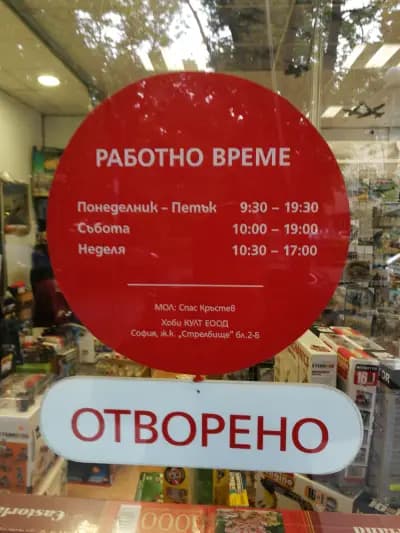 РАБОТНО ВРЕМЕ
Понеделник – Петък 9:30 – 19:30
Събота 10:00 – 19:00
Неделя 10:30 – 17:00
МОЛ: Спас Кръстев
Хоби КУЛТ ЕООД
София, ж.к. „Стрелбище" бл.2-Б
ОТВОРЕНО
1000